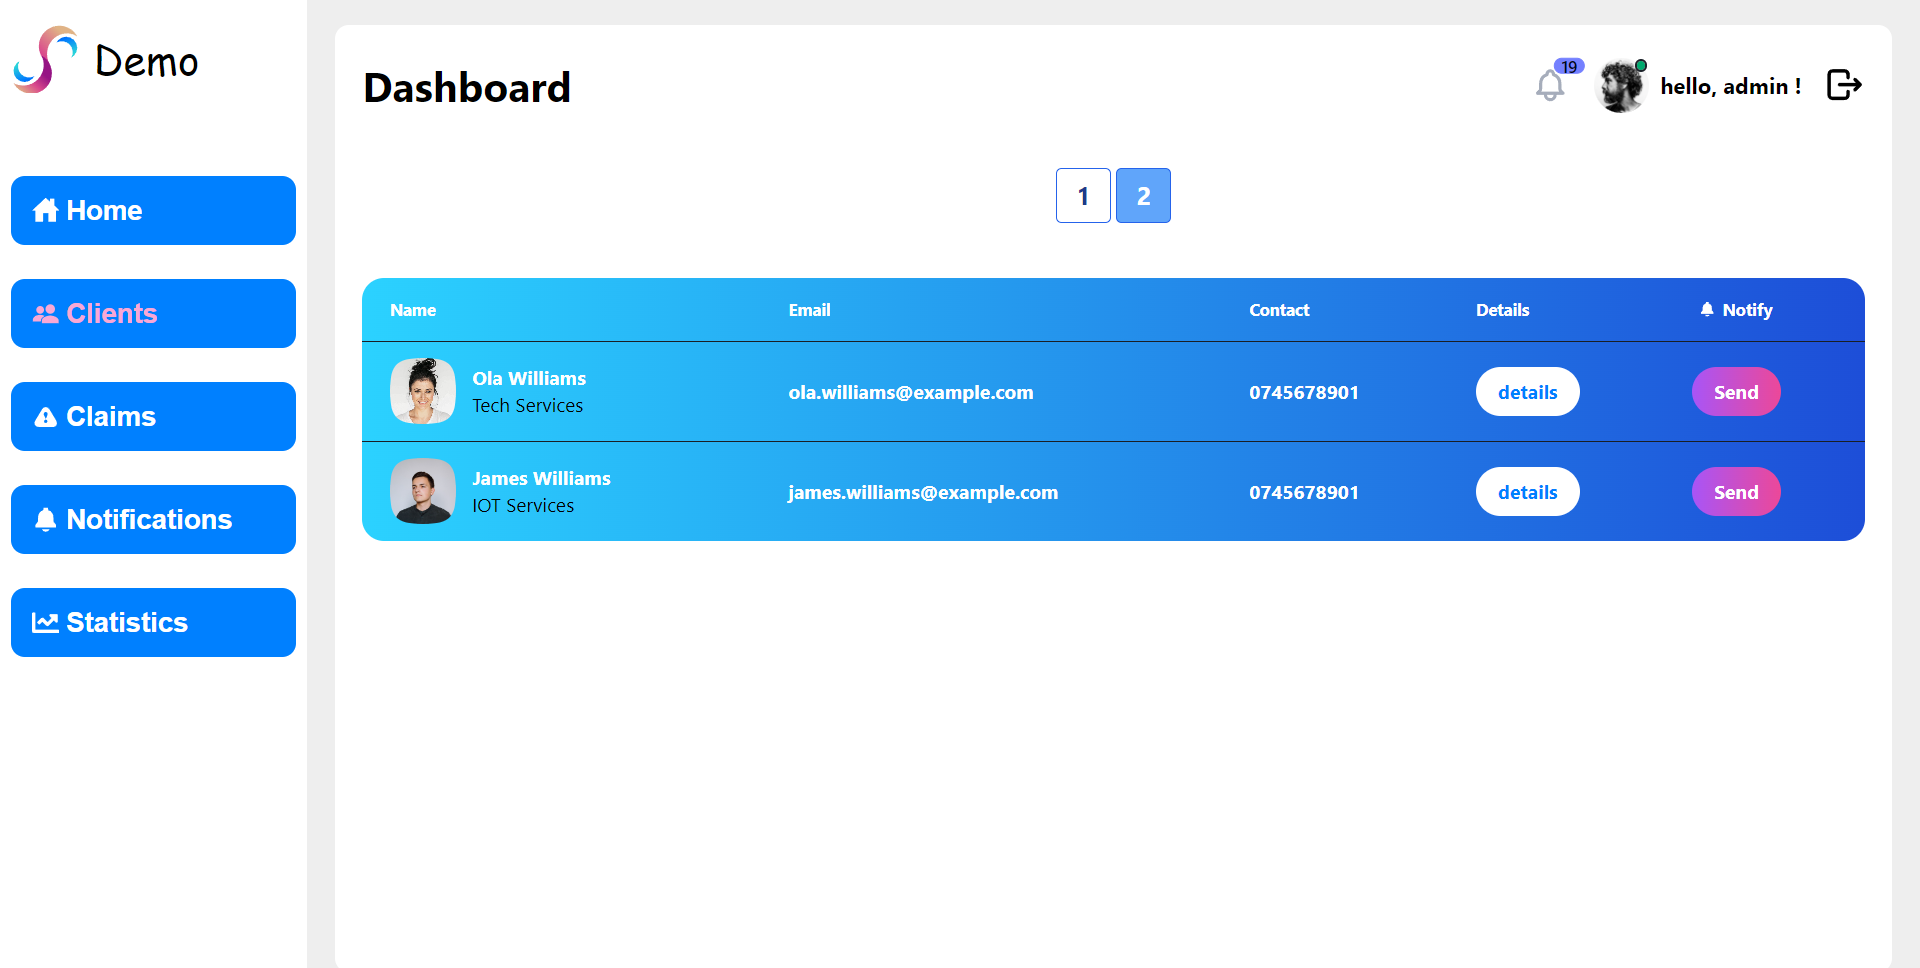 Demo
Home
Clients
Claims
Notifications
Statistics
Dashboard
19
hello, admin !
1 2
Name Email Contact Details Notify
Ola Williams
Tech Services
ola.williams@example.com 0745678901 details Send
James Williams
IOT Services
james.williams@example.com 0745678901 details Send